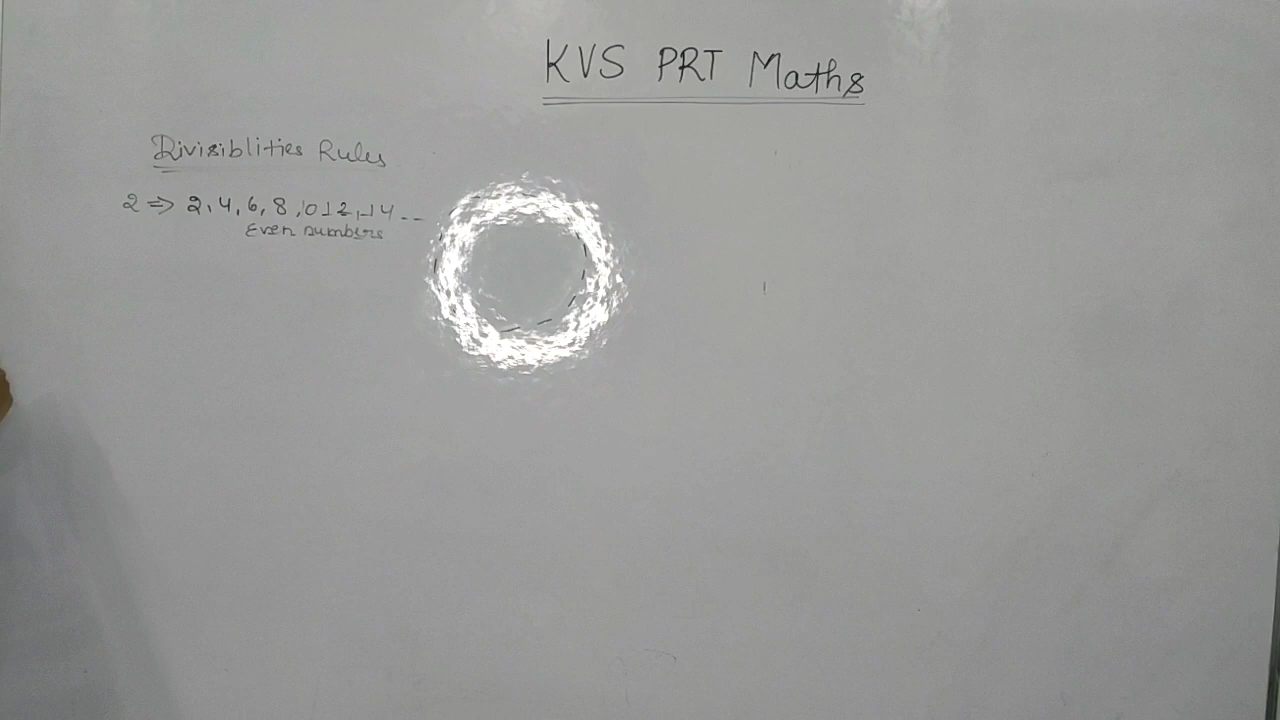 KVS PRT Maths
Divisiblities Rules
2 ⇒ 2, 4, 6, 8, 10 12, 14 --
Even numbers